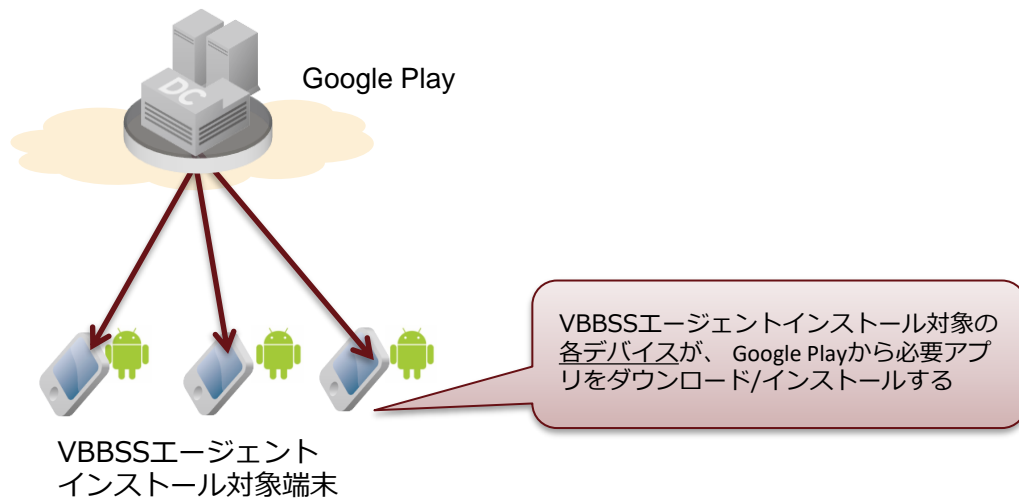 DC
Google Play
VBBSSエージェントインストール対象の
各デバイスが、 Google Playから必要アプ
リをダウンロード/インストールする
VBBSSエージェント
インストール対象端末